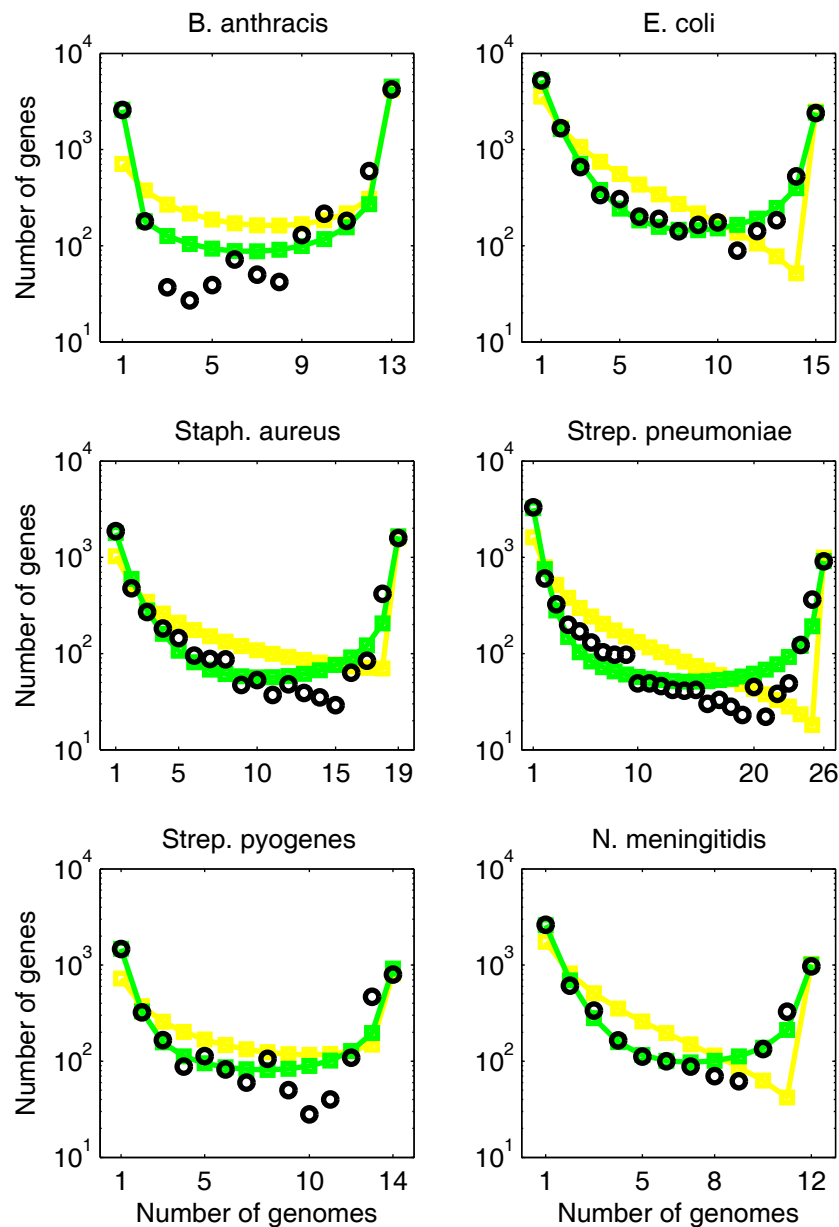 B. anthracis
E. coli
Number of genes
10^4
10^3
10^2
10^1
1 5 9 13
10^4
10^3
10^2
10^1
1 5 10 15
Staph. aureus
Strep. pneumoniae
Number of genes
10^4
10^3
10^2
10^1
1 5 10 15 19
10^4
10^3
10^2
10^1
1 10 20 26
Strep. pyogenes
N. meningitidis
Number of genes
10^4
10^3
10^2
10^1
1 5 10 14
Number of genomes
10^4
10^3
10^2
10^1
1 5 8 12
Number of genomes